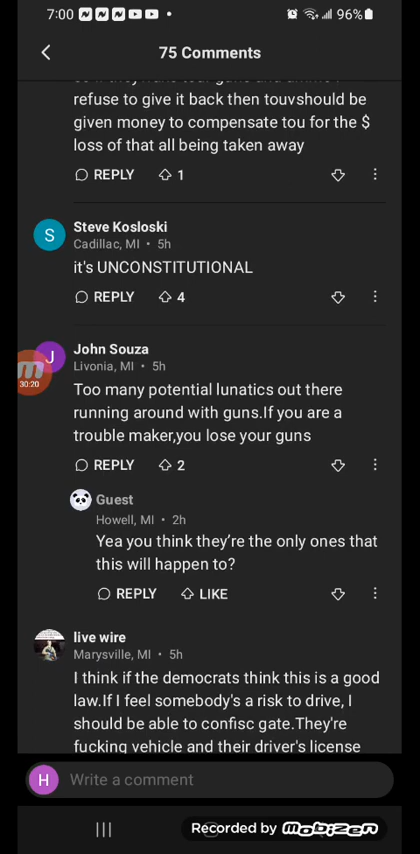 7:00
96%
75 Comments
refuse to give it back then touvshould be
given money to compensate tou for the $
loss of that all being taken away
REPLY 1
S
Steve Kosloski
Cadillac, MI • 5h
it's UNCONSTITUTIONAL
REPLY 4
J
John Souza
Livonia, MI • 5h
m
30:20
Too many potential lunatics out there
running around with guns.If you are a
trouble maker,you lose your guns
REPLY 2
Guest
Howell, MI • 2h
Yea you think they're the only ones that
this will happen to?
REPLY LIKE
live wire
Marysville, MI • 5h
I think if the democrats think this is a good
law.If I feel somebody's a risk to drive, I
should be able to confisc gate.They're
fucking vehicle and their driver's license
H
Write a comment
Recorded by mobizen